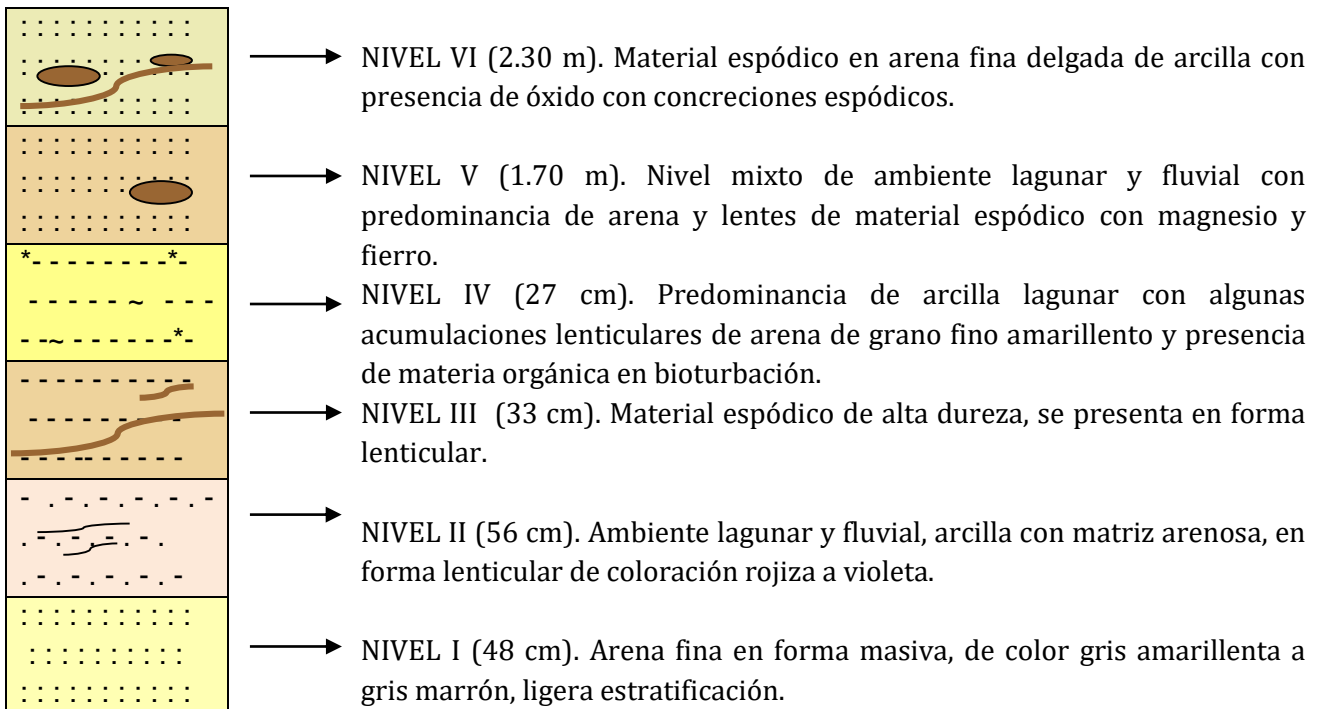 NIVEL VI (2.30 m). Material espódico en arena fina delgada de arcilla con
presencia de óxido con concreciones espódicos.
NIVEL V (1.70 m). Nivel mixto de ambiente lagunar y fluvial con
predominancia de arena y lentes de material espódico con magnesio y
fierro.
NIVEL IV (27 cm). Predominancia de arcilla lagunar con algunas
acumulaciones lenticulares de arena de grano fino amarillento y presencia
de materia orgánica en bioturbación.
NIVEL III (33 cm). Material espódico de alta dureza, se presenta en forma
lenticular.
NIVEL II (56 cm). Ambiente lagunar y fluvial, arcilla con matriz arenosa, en
forma lenticular de coloración rojiza a violeta.
NIVEL I (48 cm). Arena fina en forma masiva, de color gris amarillenta a
gris marrón, ligera estratificación.